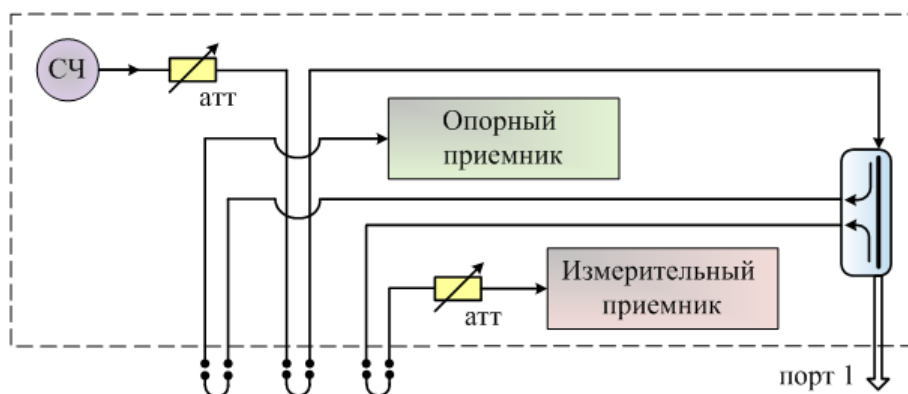 СЧ
атт
Опорный
приемник
Измерительный
приемник
атт
порт 1